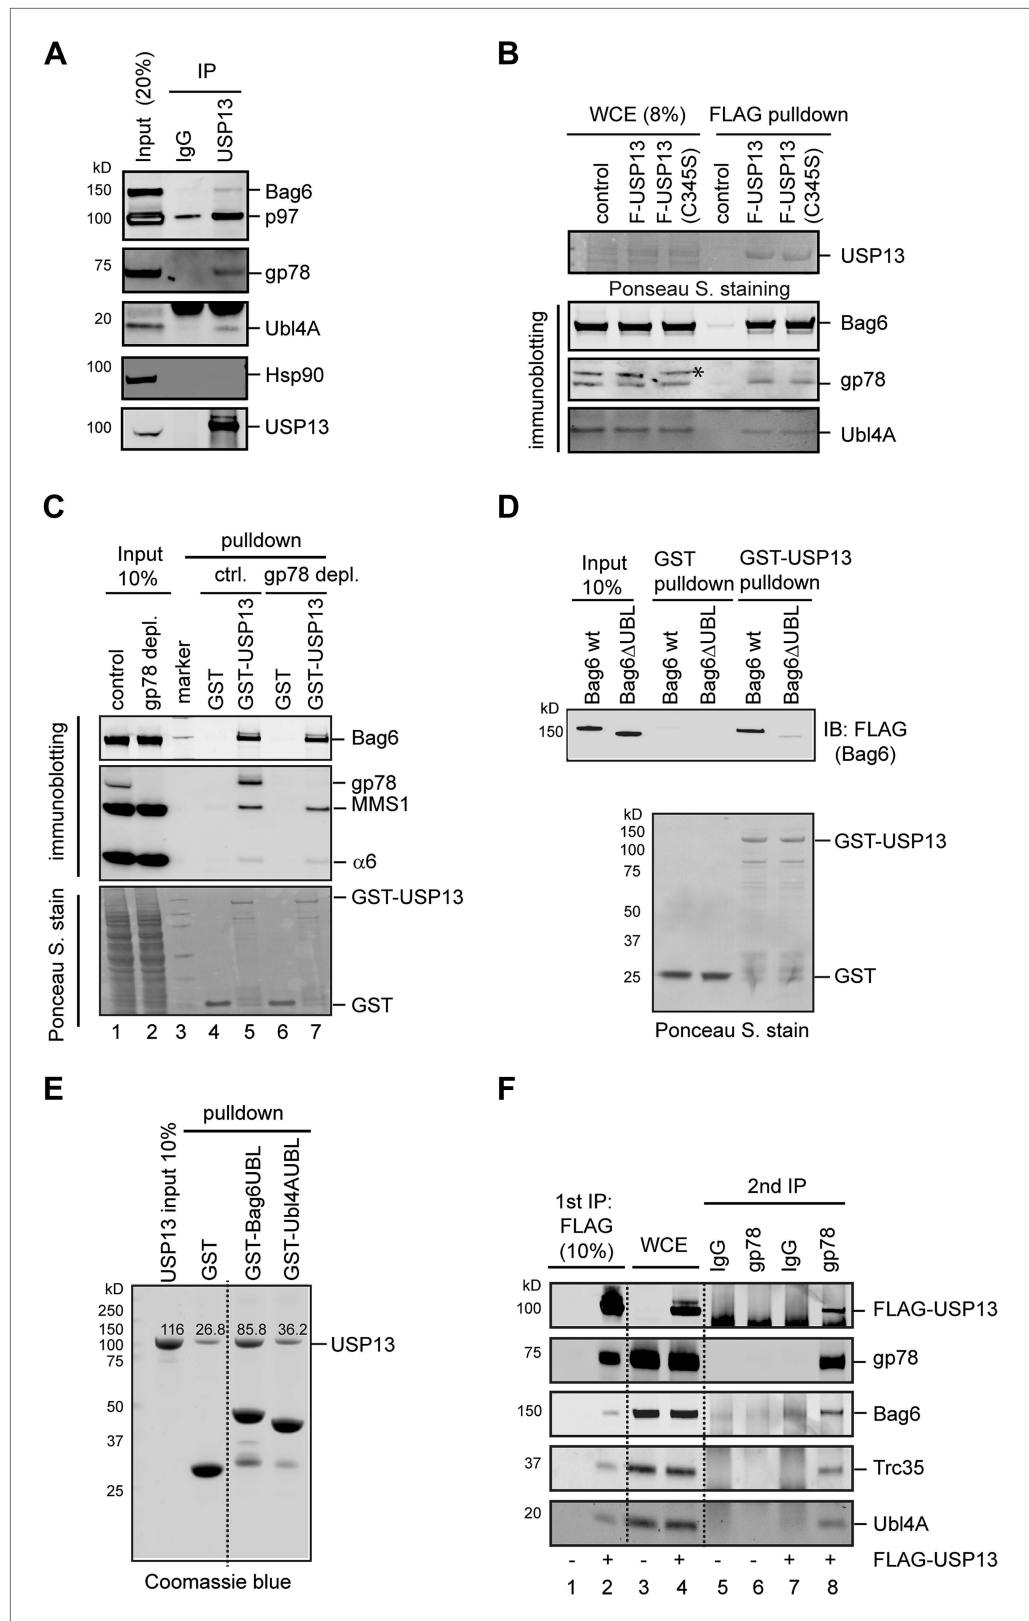 A
Input (20%)
IP
IgG
USP13
kD
150
100
Bag6
p97
75
gp78
20
Ubl4A
100
Hsp90
100
USP13
B
WCE (8%)
FLAG pulldown
control
F-USP13
F-USP13
(C345S)
control
F-USP13
F-USP13
(C345S)
USP13
Ponseau S. staining
immunoblotting
Bag6
*
gp78
Ubl4A
C
Input
10%
pulldown
ctrl.
gp78 depl.
control
gp78 depl.
marker
GST
GST-USP13
GST
GST-USP13
immunoblotting
Bag6
gp78
MMS1
α6
Ponceau S. stain
GST-USP13
GST
1 2 3 4 5 6 7
D
Input
10%
GST
pulldown
GST-USP13
pulldown
Bag6 wt
Bag6ΔUBL
Bag6 wt
Bag6ΔUBL
Bag6 wt
Bag6ΔUBL
kD
150
IB: FLAG
(Bag6)
kD
150
100
75
50
37
25
GST-USP13
GST
Ponceau S. stain
E
pulldown
USP13 input 10%
GST
GST-Bag6UBL
GST-Ubl4AUBL
kD
250
150
100
75
50
37
25
116 26.8 85.8 36.2
USP13
Coomassie blue
F
1st IP:
FLAG
(10%)
WCE
2nd IP
IgG
gp78
IgG
gp78
kD
100
FLAG-USP13
75
gp78
150
Bag6
37
Trc35
20
Ubl4A
- + - + - - + + FLAG-USP13
1 2 3 4 5 6 7 8